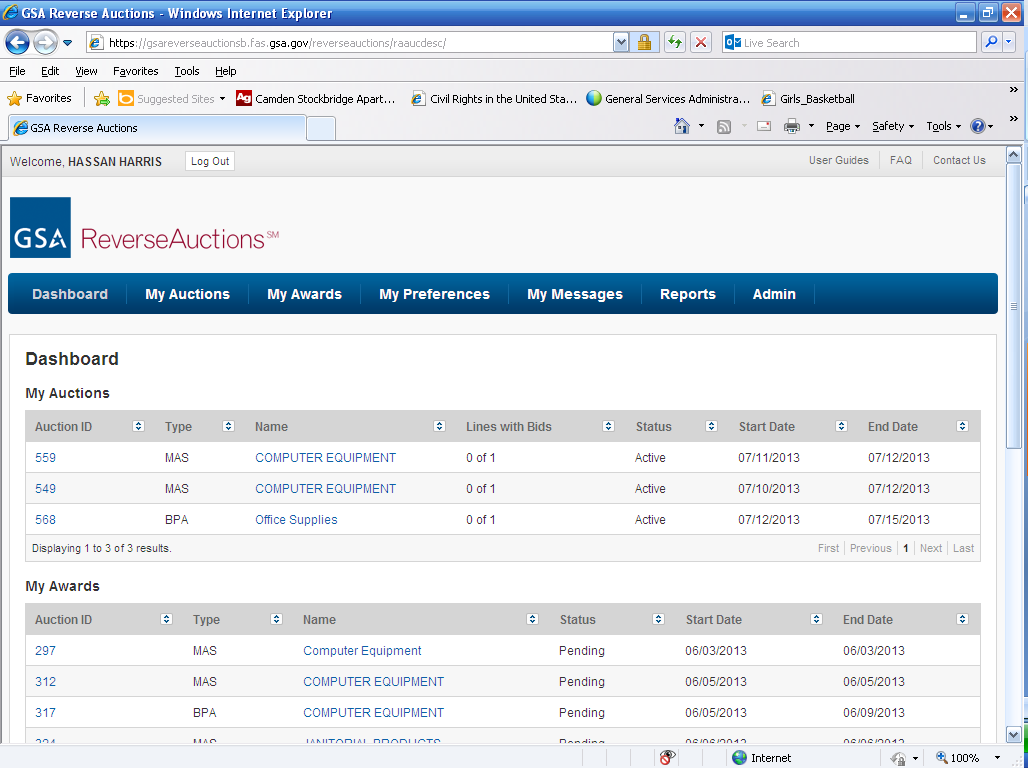 GSA Reverse Auctions - Windows Internet Explorer
https://gsareverseauctionsb.fas.gsa.gov/reverseauctions/raaucdesc/
Live Search
File Edit View Favorites Tools Help
Favorites Suggested Sites Camden Stockbridge Apart... Civil Rights in the United Sta... General Services Administra... Girls_Basketball
GSA Reverse Auctions
Page Safety Tools
Welcome, HASSAN HARRIS Log Out User Guides FAQ Contact Us
GSA ReverseAuctions SM
Dashboard My Auctions My Awards My Preferences My Messages Reports Admin
Dashboard
My Auctions
Auction ID Type Name Lines with Bids Status Start Date End Date
559 MAS COMPUTER EQUIPMENT 0 of 1 Active 07/11/2013 07/12/2013
549 MAS COMPUTER EQUIPMENT 0 of 1 Active 07/10/2013 07/12/2013
568 BPA Office Supplies 0 of 1 Active 07/12/2013 07/15/2013
Displaying 1 to 3 of 3 results. First Previous 1 Next Last
My Awards
Auction ID Type Name Status Start Date End Date
297 MAS Computer Equipment Pending 06/03/2013 06/03/2013
312 MAS COMPUTER EQUIPMENT Pending 06/05/2013 06/05/2013
317 BPA COMPUTER EQUIPMENT Pending 06/05/2013 06/09/2013
MAS JANITORIAL PRODUCTS Pending
Internet 100%